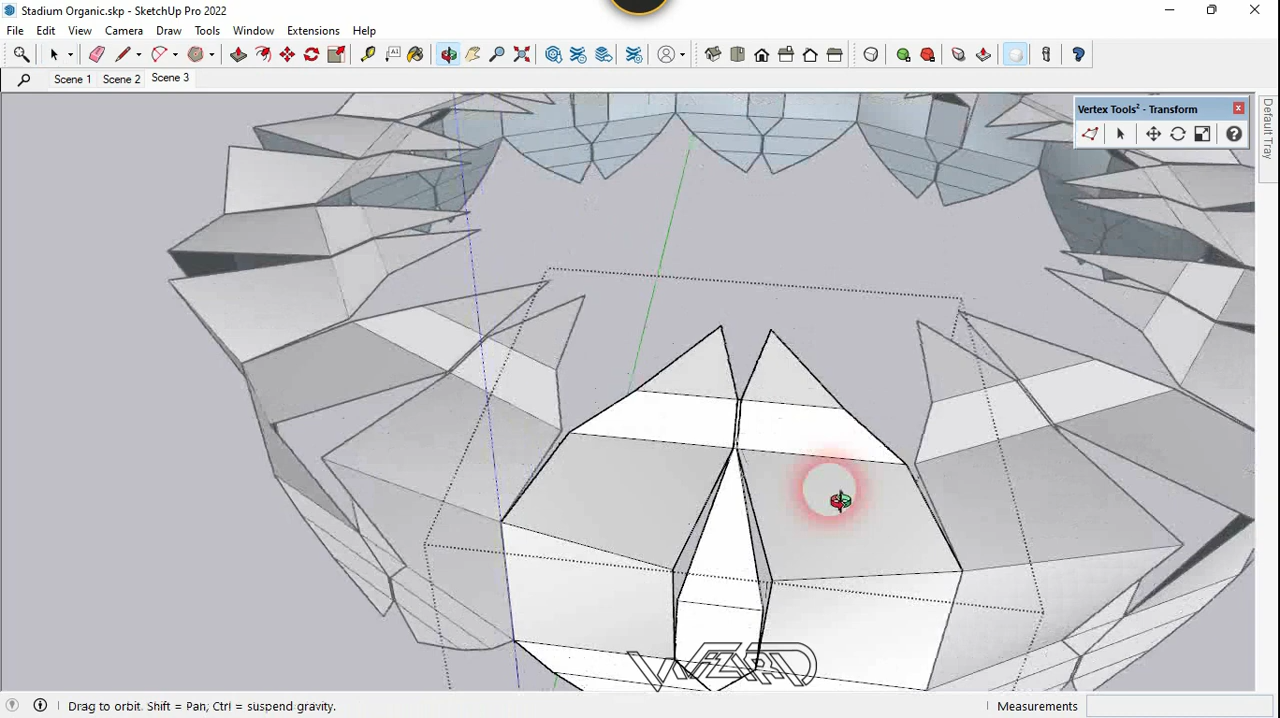 Stadium Organic.skp - SketchUp Pro 2022
File Edit View Camera Draw Tools Window Extensions Help
Scene 1 Scene 2 Scene 3
Vertex Tools² - Transform
Default Tray
WIZARD
Drag to orbit. Shift = Pan, Ctrl = suspend gravity.
Measurements